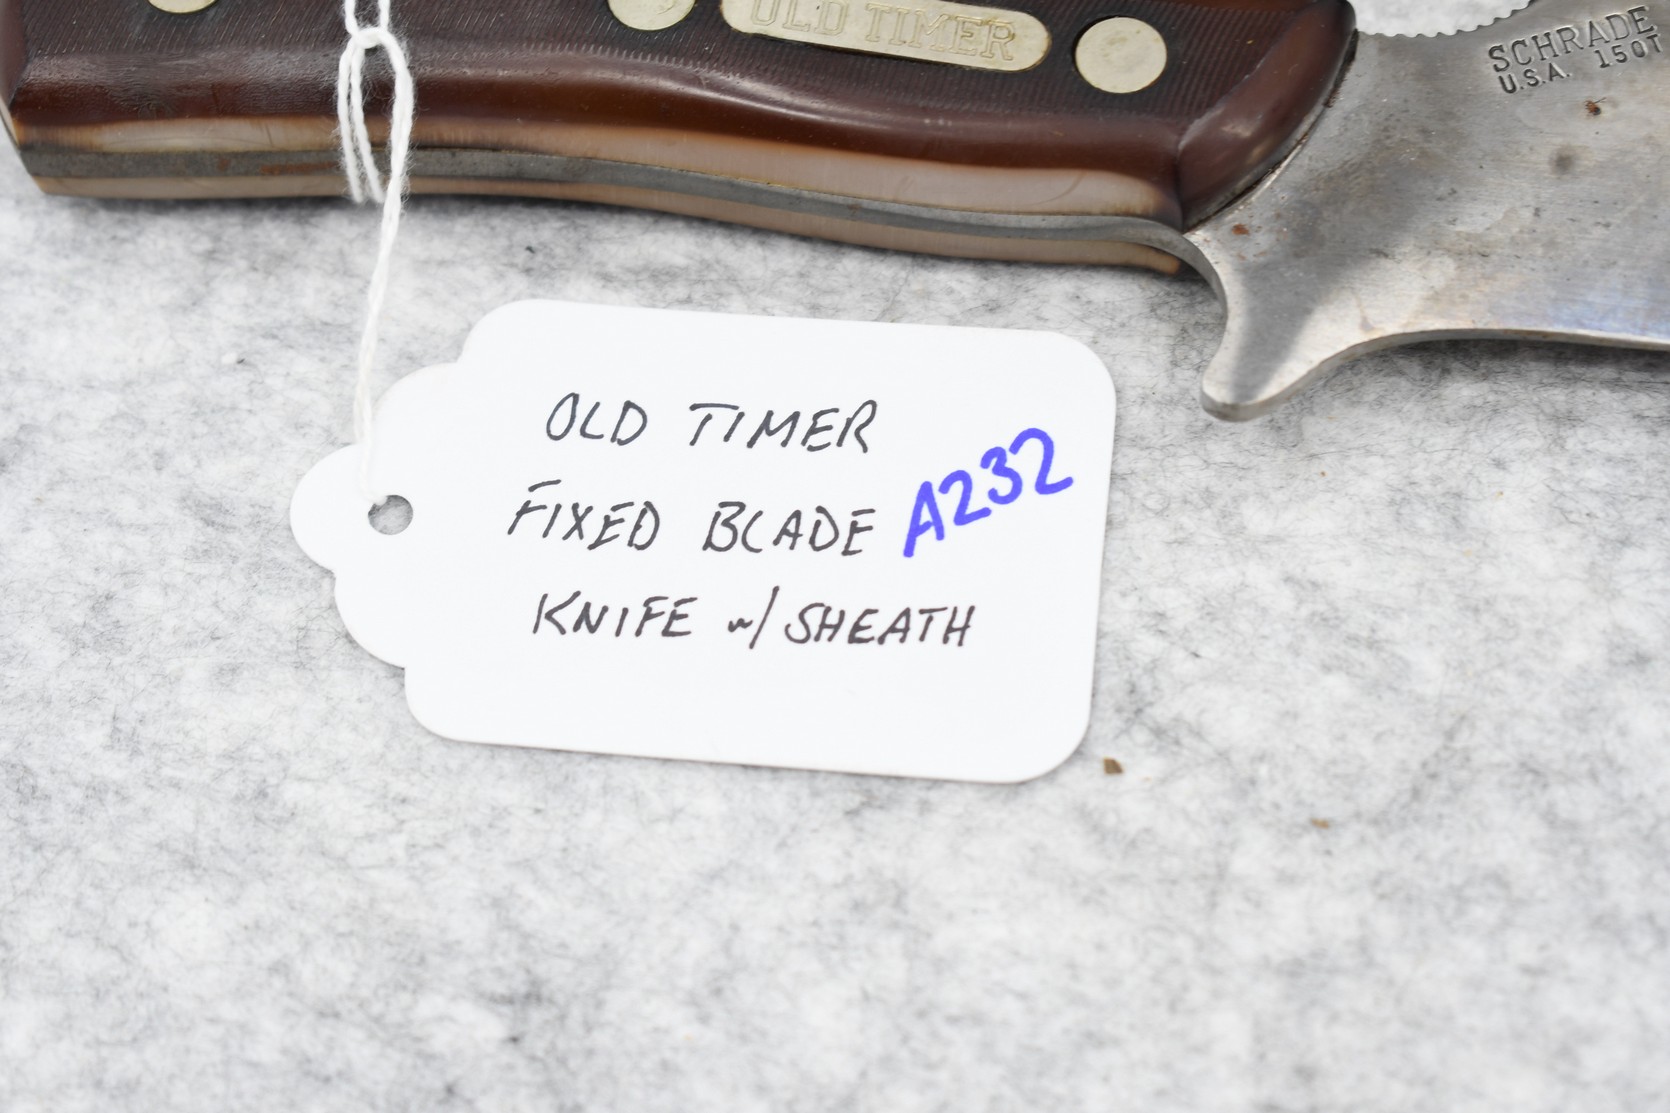 OLD TIMER
SCHRADE
U.S.A. 150T
OLD TIMER
FIXED BLADE A232
KNIFE w/ SHEATH